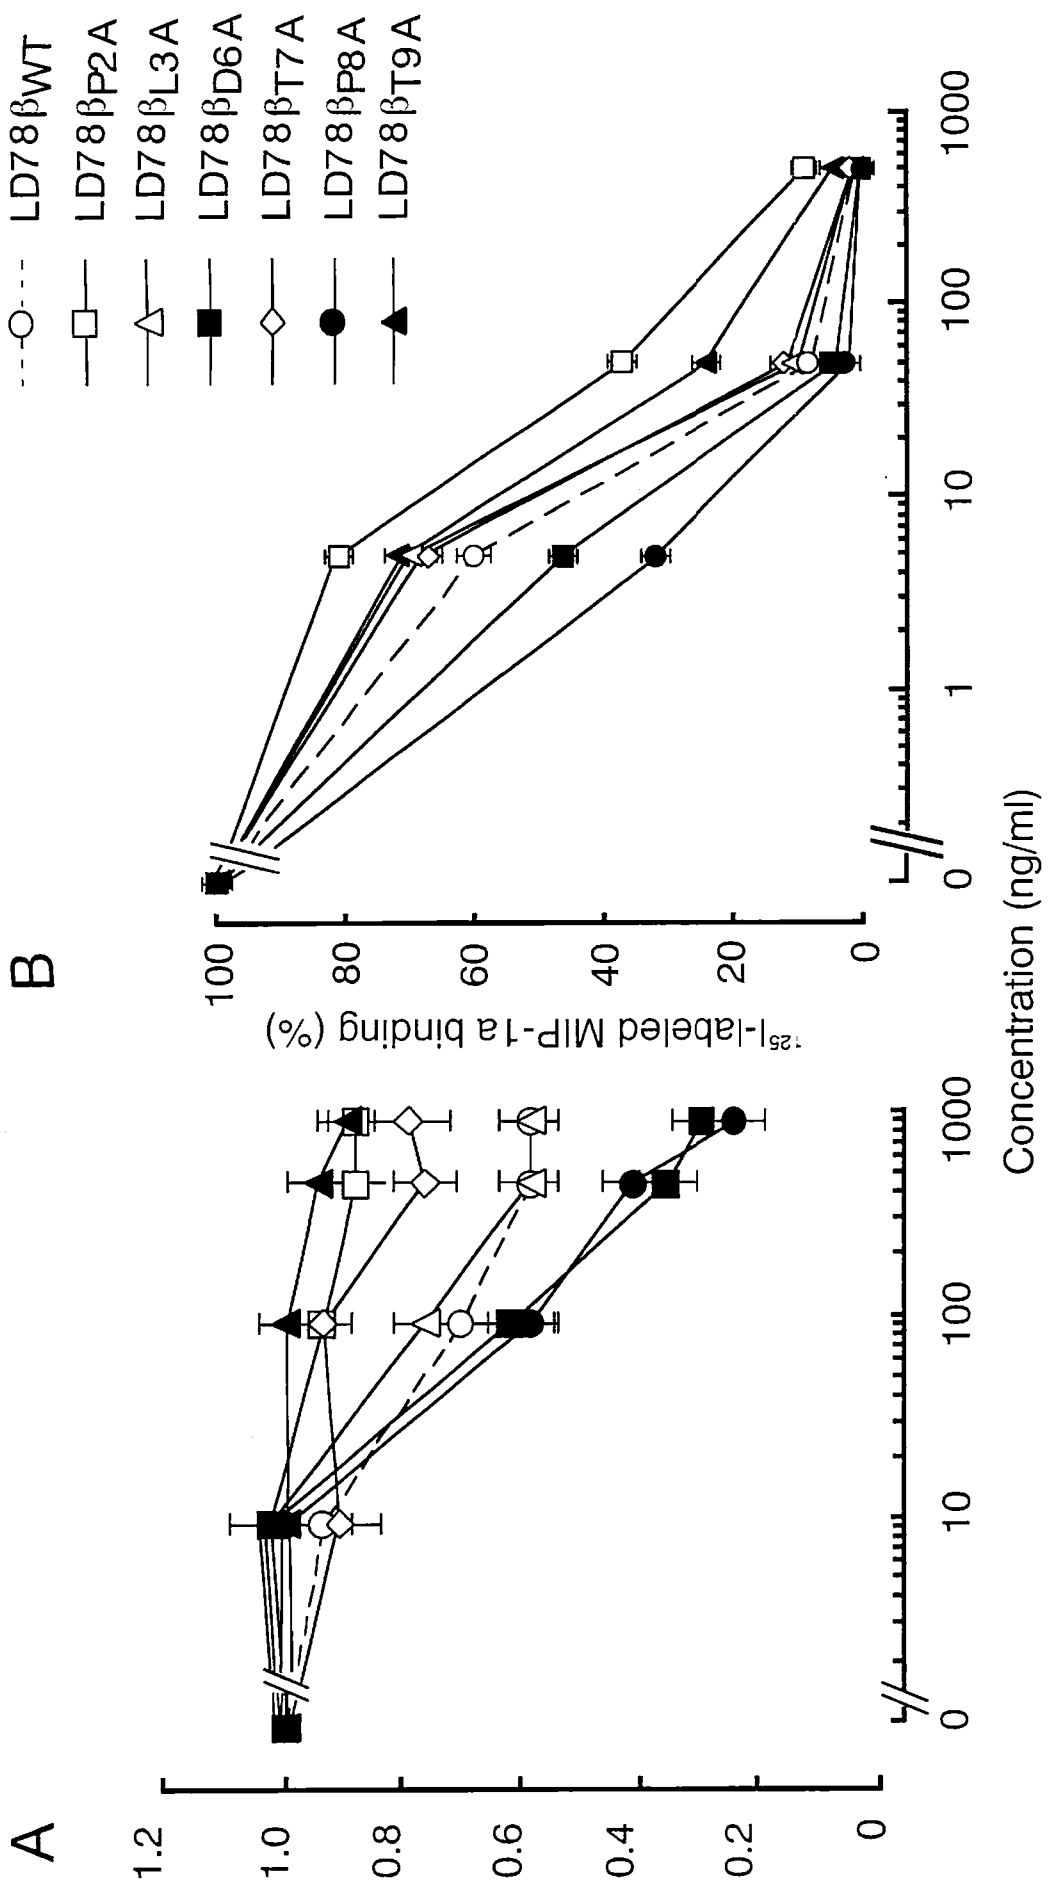 A
1.2
1.0
0.8
0.6
0.4
0.2
0
0
10
100
1000
B
¹²⁵I-labeled MIP-1a binding (%)
100
80
60
40
20
0
0
1
10
100
1000
Concentration (ng/ml)
LD78βWT
LD78βP2A
LD78βL3A
LD78βD6A
LD78βT7A
LD78βP8A
LD78βT9A